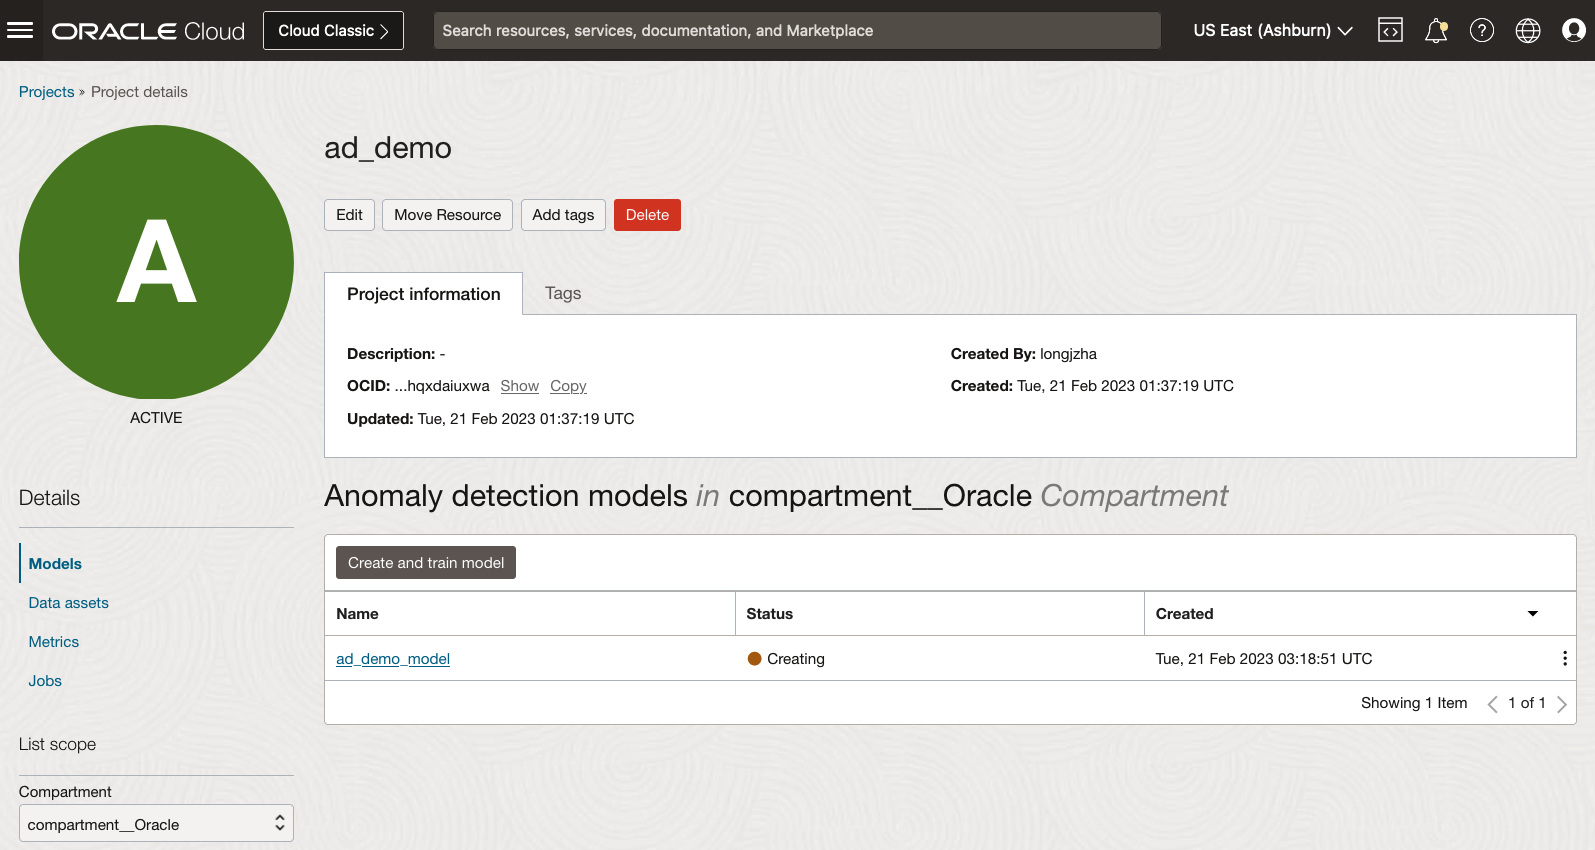 ORACLE Cloud
Cloud Classic
Search resources, services, documentation, and Marketplace
US East (Ashburn)
Projects » Project details
A
ACTIVE
ad_demo
Edit
Move Resource
Add tags
Delete
Project information
Tags
Description: -
OCID: ...hqxdaiuxwa Show Copy
Updated: Tue, 21 Feb 2023 01:37:19 UTC
Created By: longjzha
Created: Tue, 21 Feb 2023 01:37:19 UTC
Details
Models
Data assets
Metrics
Jobs
List scope
Compartment
compartment__Oracle
Anomaly detection models in compartment__Oracle Compartment
Create and train model
Name Status Created
ad_demo_model Creating Tue, 21 Feb 2023 03:18:51 UTC
Showing 1 Item 1 of 1